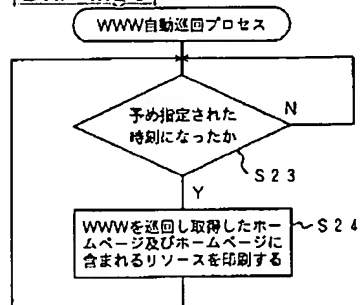 WWW自動巡回プロセス
予め指定された
時刻になったか
N
S23
Y
WWWを巡回し取得したホー
ムページ及びホームページに
含まれるリソースを印刷する
S24